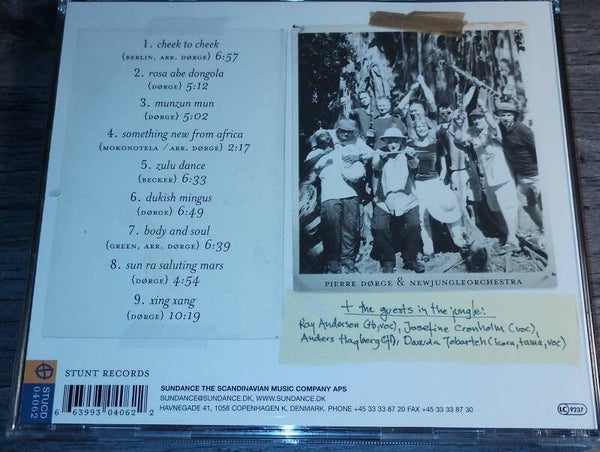 1. cheek to cheek
(BERLIN, ARR. DØRGE) 6:57
2. rosa abe dongola
(DØRGE) 5:12
3. munzun mun
(DØRGE) 5:02
4. something new from africa
(MOKONOTELA / ARR. DØRGE) 2:17
5. zulu dance
(BECKER) 6:33
6. dukish mingus
(DØRGE) 6:49
7. body and soul
(GREEN, ARR. DØRGE) 6:39
8. sun ra saluting mars
(DØRGE) 4:54
9. xing xang
(DØRGE) 10:19
PIERRE DØRGE & NEWJUNGLEORCHESTRA
+ the guests in the jungle:
Ray Anderson (tb, voc), Josefine Cronholm (voc),
Anders Hagberg (fl), Dawda Jobarteh (kora, tama, voc)
STUCD
04062
STUNT RECORDS
6 63993 04062 2
SUNDANCE THE SCANDINAVIAN MUSIC COMPANY APS
SUNDANCE@SUNDANCE.DK, WWW.SUNDANCE.DK
HAVNEGADE 41, 1058 COPENHAGEN K, DENMARK, PHONE +45 33 33 87 20 FAX +45 33 33 87 30
LC 9237